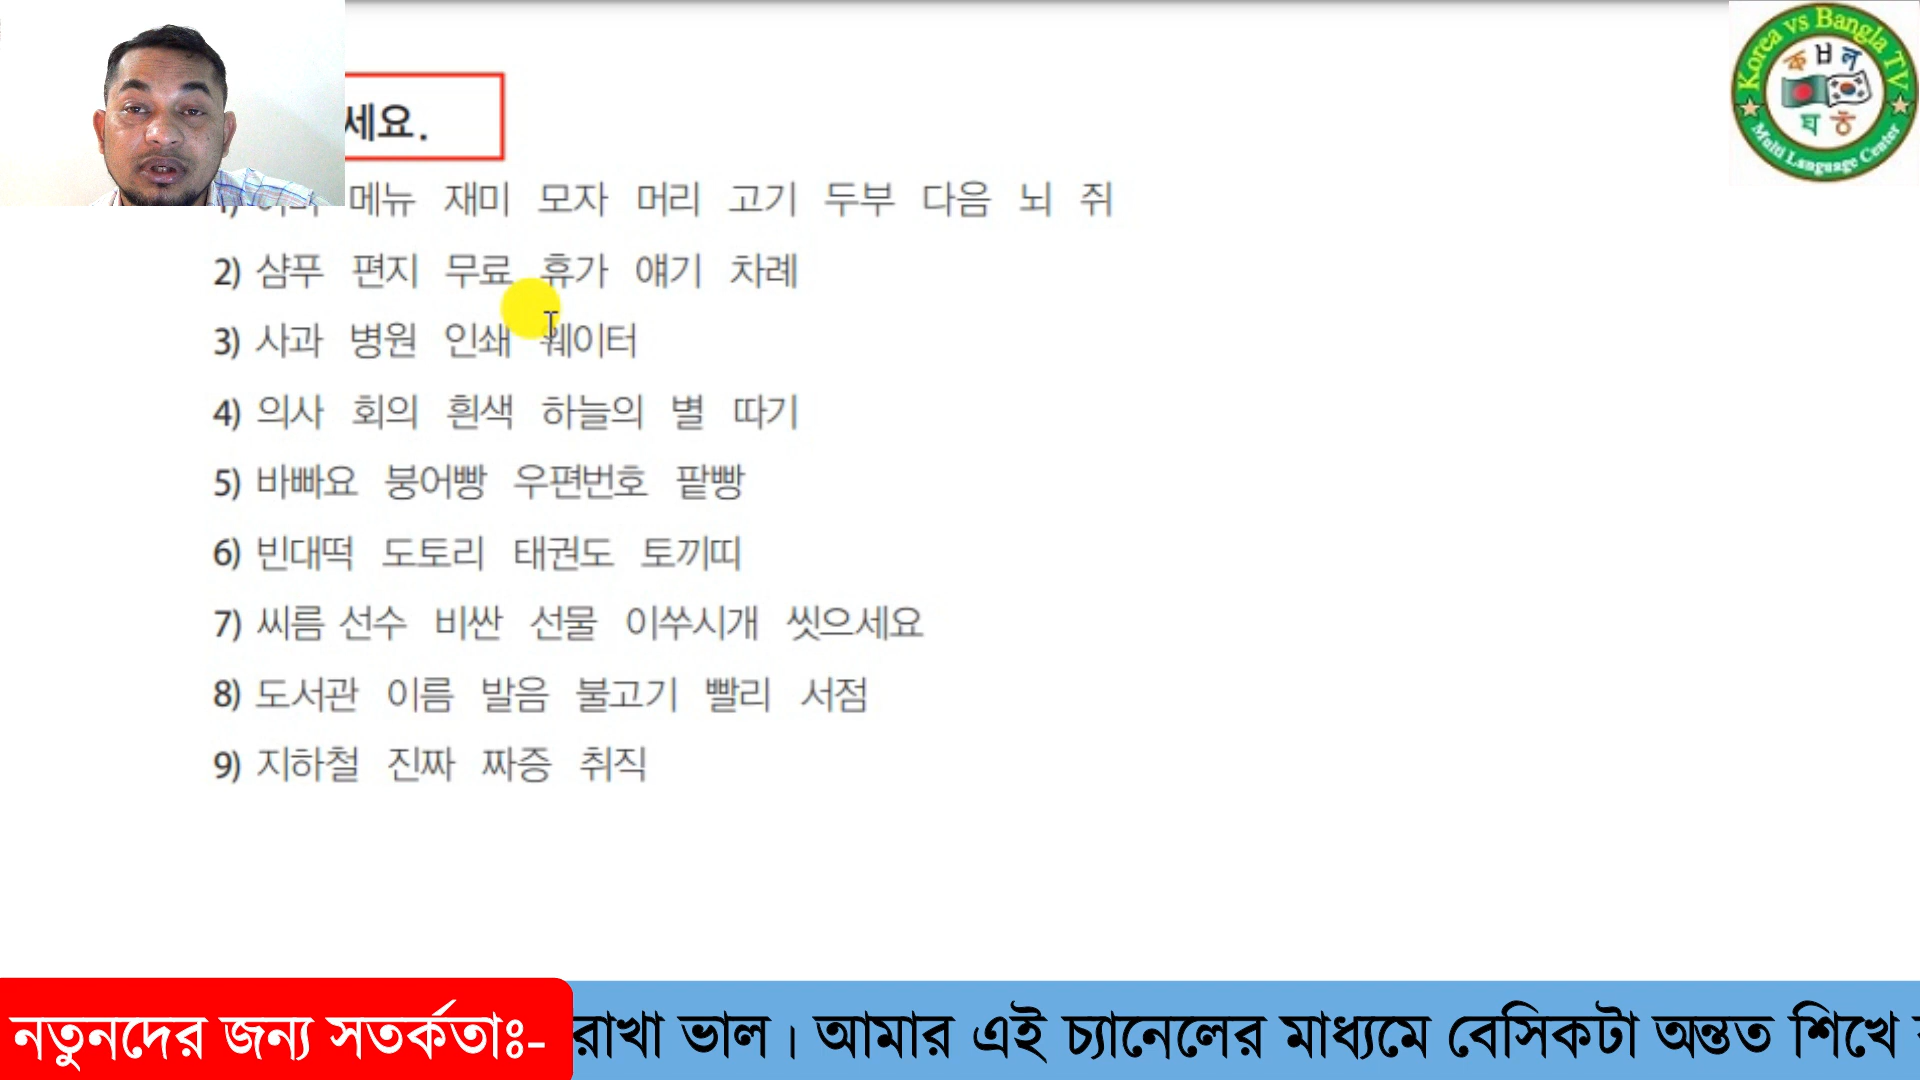 세요.
메뉴 재미 모자 머리 고기 두부 다음 뇌 쥐
2) 샴푸 편지 무료 휴가 얘기 차례
3) 사과 병원 인쇄 웨이터
4) 의사 회의 흰색 하늘의 별 따기
5) 바빠요 붕어빵 우편번호 팥빵
6) 빈대떡 도토리 태권도 토끼띠
7) 씨름 선수 비싼 선물 이쑤시개 씻으세요
8) 도서관 이름 발음 불고기 빨리 서점
9) 지하철 진짜 짜증 취직
Korea vs Bangla TV
ক ㅂ ল
ঘ ㅎ
Multi Language Center
নতুনদের জন্য সতর্কতাঃ- রাখা ভাল। আমার এই চ্যানেলের মাধ্যমে বেসিকটা অন্তত শিখে